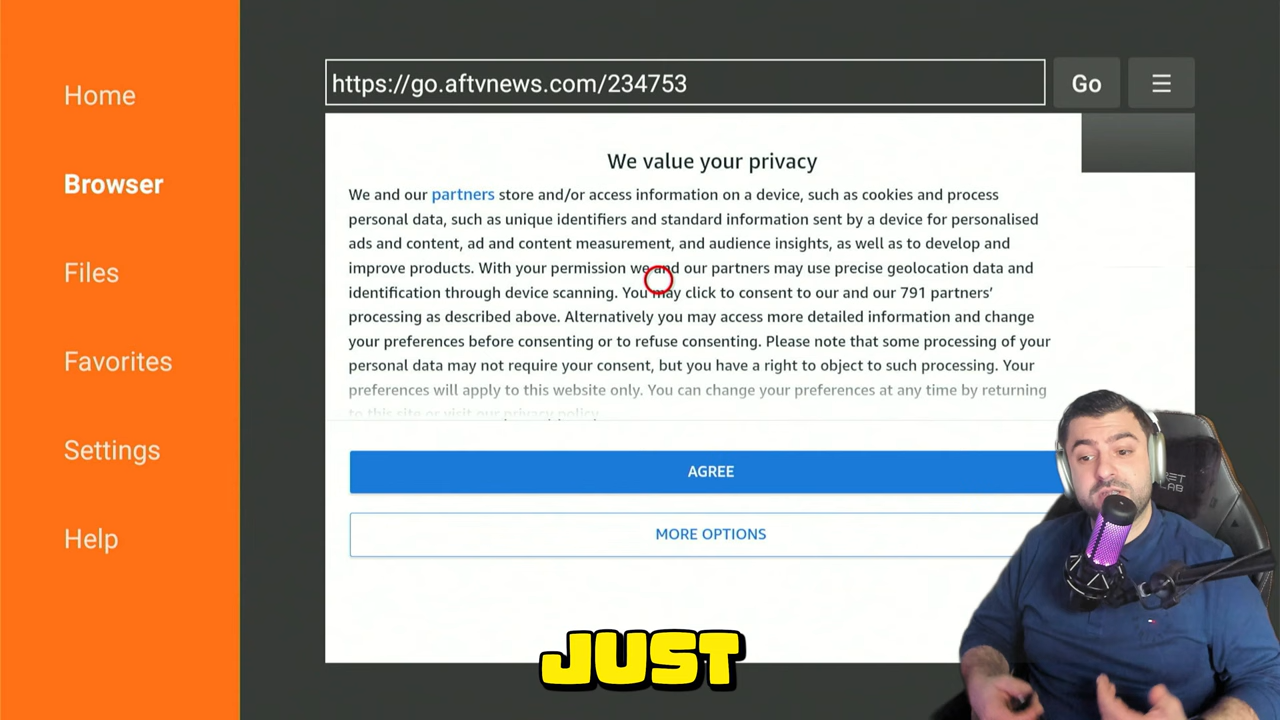 Home
Browser
Files
Favorites
Settings
Help
https://go.aftvnews.com/234753
Go
☰
We value your privacy
We and our partners store and/or access information on a device, such as cookies and process
personal data, such as unique identifiers and standard information sent by a device for personalised
ads and content, ad and content measurement, and audience insights, as well as to develop and
improve products. With your permission we and our partners may use precise geolocation data and
identification through device scanning. You may click to consent to our and our 791 partners’
processing as described above. Alternatively you may access more detailed information and change
your preferences before consenting or to refuse consenting. Please note that some processing of your
personal data may not require your consent, but you have a right to object to such processing. Your
preferences will apply to this website only. You can change your preferences at any time by returning
to this site or visit our privacy policy.
AGREE
MORE OPTIONS
JUST